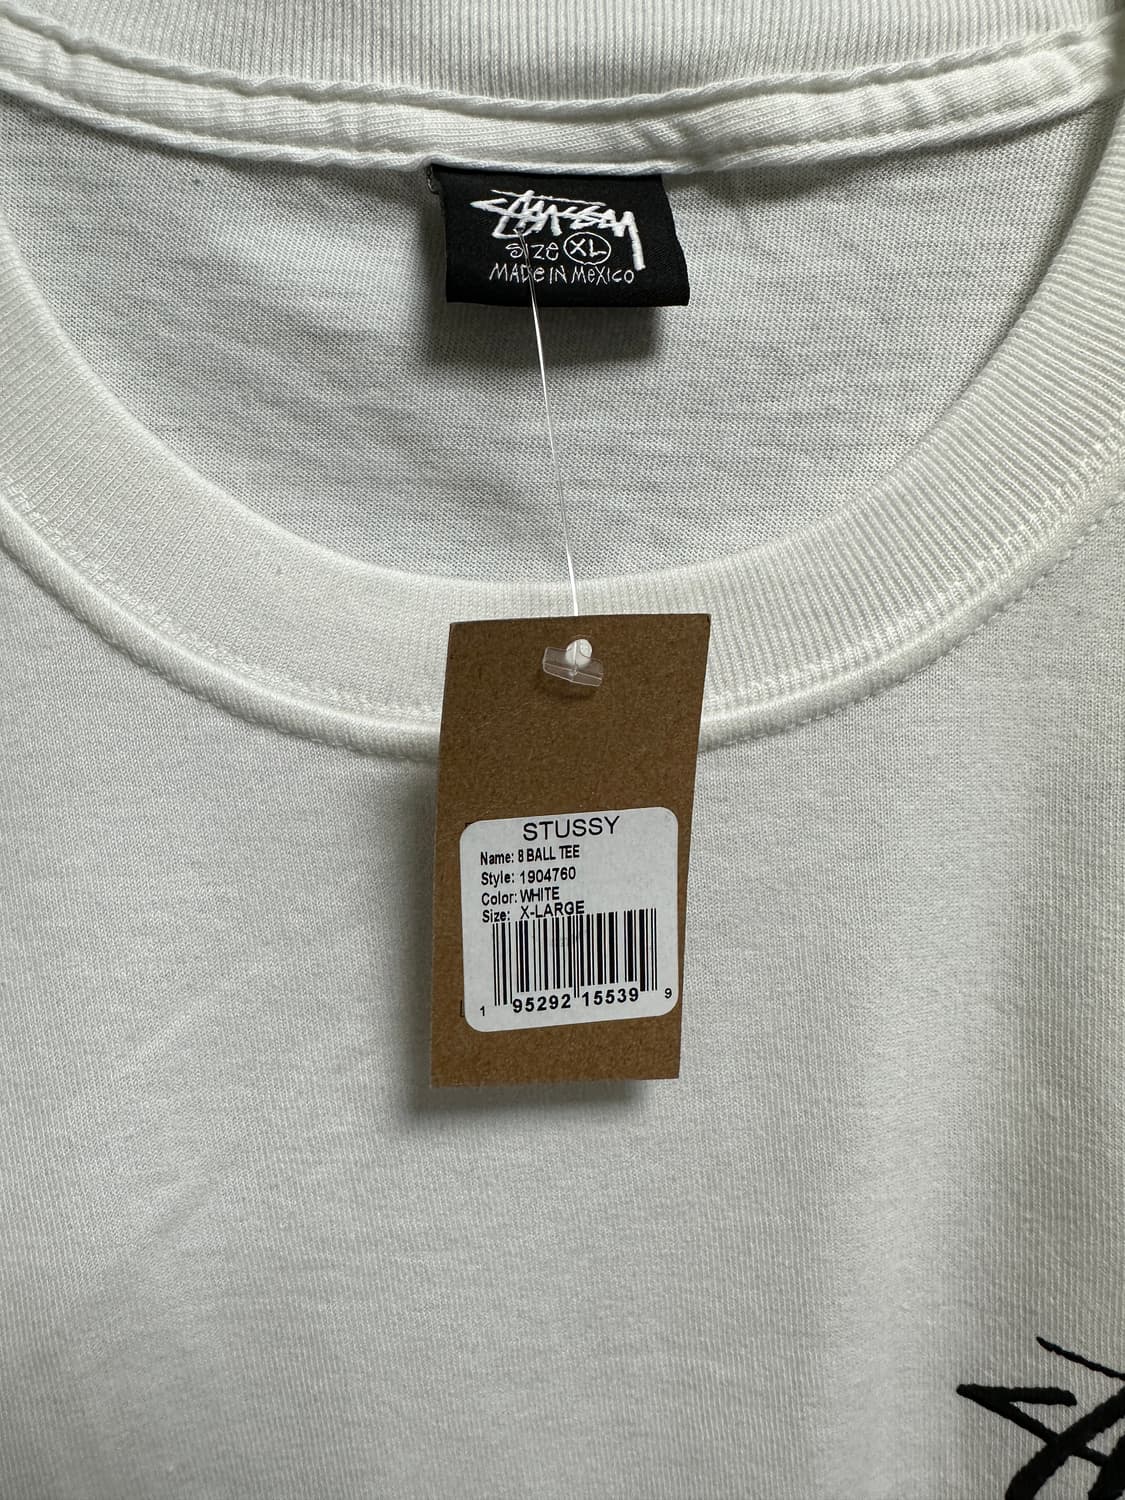 STUSSY
SIZE XL
MADE IN MEXICO
STUSSY
Name: 8 BALL TEE
Style: 1904760
Color: WHITE
Size: X-LARGE
1 95292 15539 9